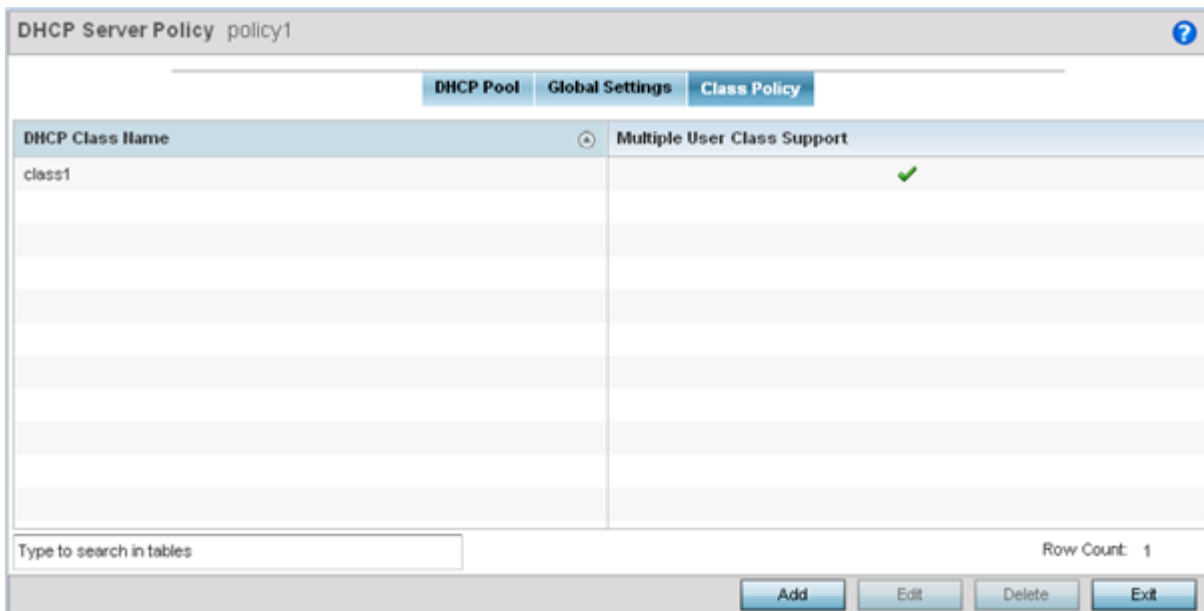 DHCP Server Policy policy1
?
DHCP Pool Global Settings Class Policy
DHCP Class Name Multiple User Class Support
class1
Type to search in tables Row Count: 1
Add Edit Delete Exit